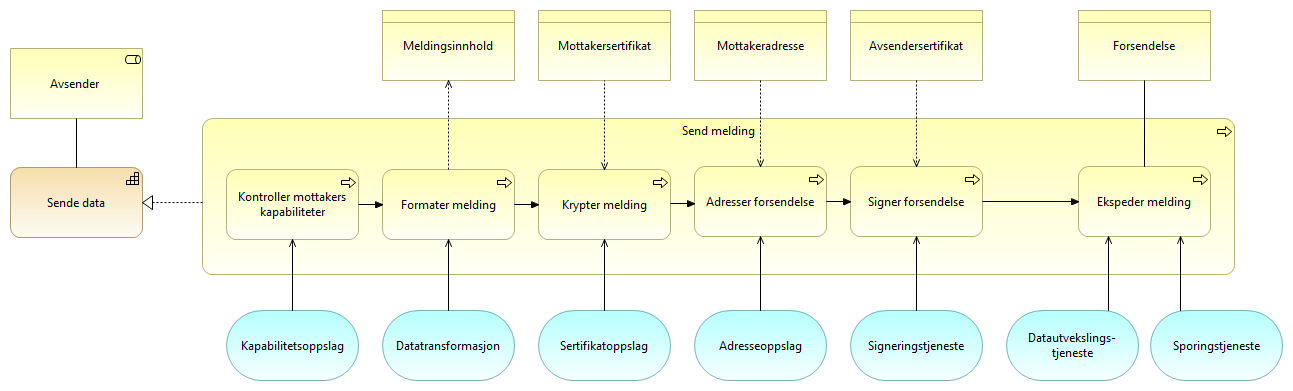 Meldingsinnhold
Mottakersertifikat
Mottakeradresse
Avsendersertifikat
Forsendelse
Avsender
Send melding
Sende data
Kontroller mottakers
kapabiliteter
Formater melding
Krypter melding
Adresser forsendelse
Signer forsendelse
Ekspeder melding
Kapabilitetsoppslag
Datatransformasjon
Sertifikatoppslag
Adresseoppslag
Signeringstjeneste
Datautvekslings-
tjeneste
Sporingstjeneste